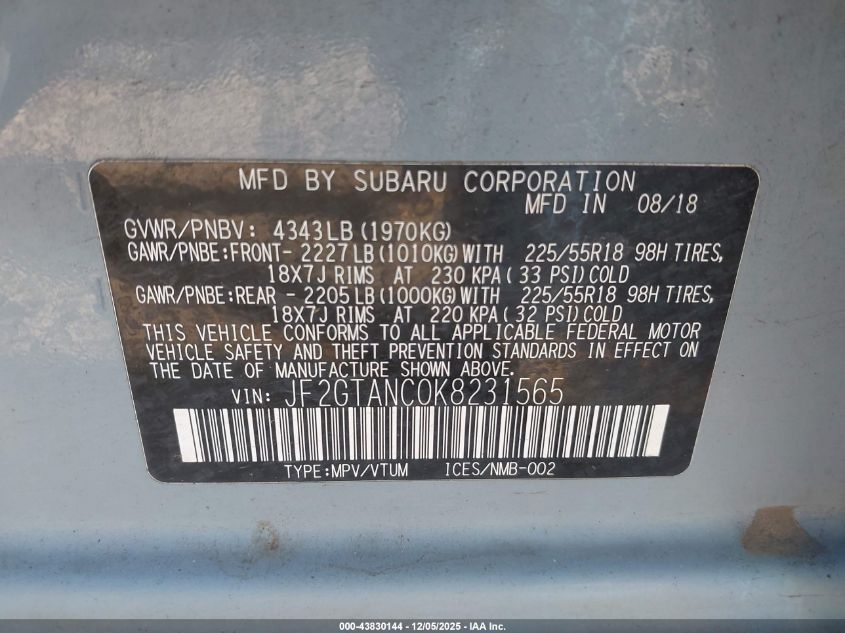 MFD BY SUBARU CORPORATION
MFD IN 08/18
GVWR/PNBV: 4343LB (1970KG)
GAWR/PNBE:FRONT- 2227LB (1010KG) WITH 225/55R18 98H TIRES,
18X7J RIMS AT 230 KPA ( 33 PSI) COLD
GAWR/PNBE:REAR - 2205LB (1000KG) WITH 225/55R18 98H TIRES,
18X7J RIMS AT 220 KPA ( 32 PSI) COLD
THIS VEHICLE CONFORMS TO ALL APPLICABLE FEDERAL MOTOR
VEHICLE SAFETY AND THEFT PREVENTION STANDARDS IN EFFECT ON
THE DATE OF MANUFACTURE SHOWN ABOVE.
VIN: JF2GTANC0K8231565
TYPE:MPV/VTUM ICES/NMB-002
000-43830144 - 12/05/2025 - IAA Inc.